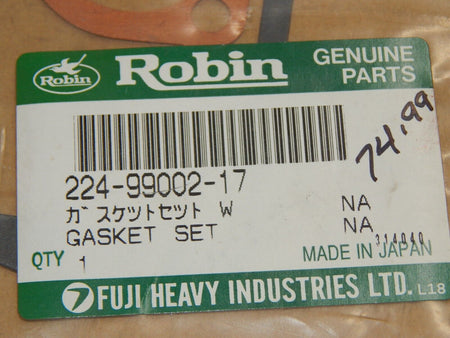 Robin
Robin
GENUINE
PARTS
74.99
224-99002-17
ガスケットセット W
NA
GASKET SET
NA
314040
QTY
1
MADE IN JAPAN
FUJI HEAVY INDUSTRIES LTD.
L18